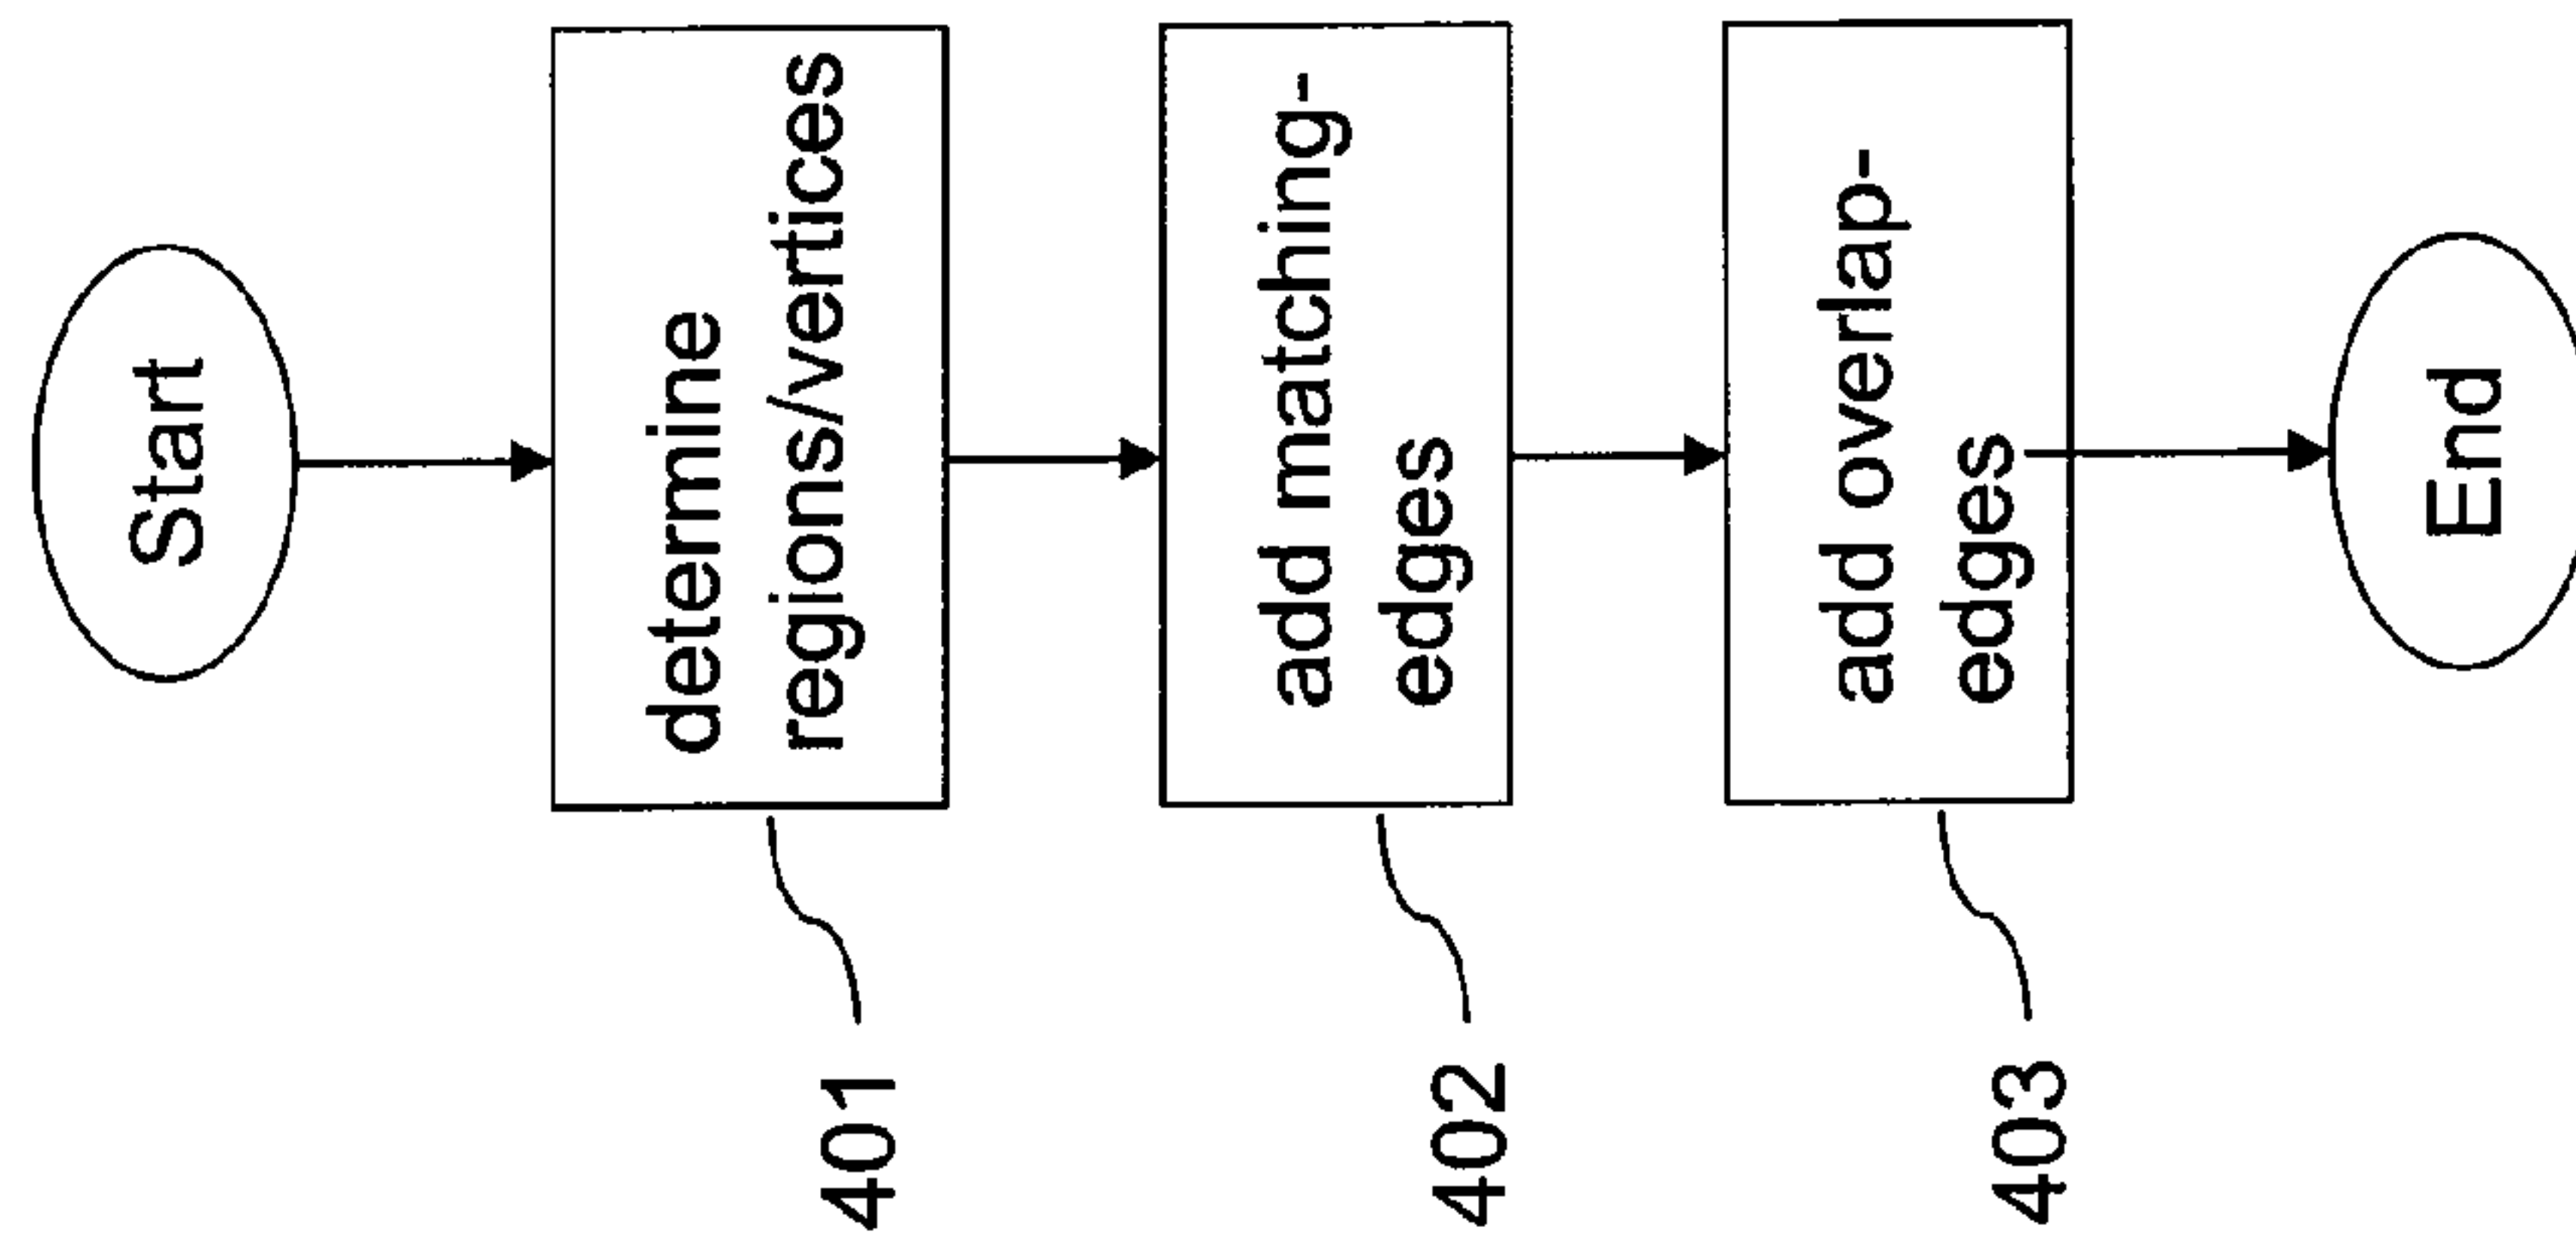 Start
determine
regions/vertices
401
add matching-
edges
402
add overlap-
edges
403
End